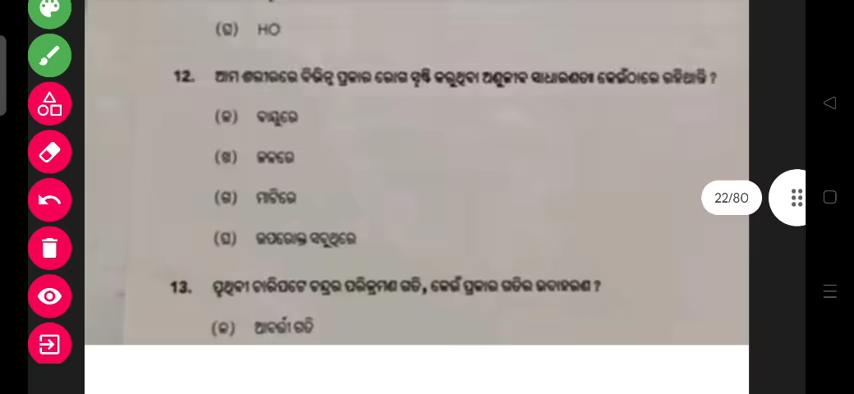 (ଘ) HO
12. ଆମ ଶରୀରରେ ବିଭିନ୍ନ ପ୍ରକାର ରୋଗ ସୃଷ୍ଟି କରୁଥିବା ଅଣୁଜୀବ ସାଧାରଣତଃ କେଉଁଠାରେ ରହିଥାନ୍ତି ?
(କ) ବାୟୁରେ
(ଖ) ଜଳରେ
(ଗ) ମାଟିରେ
22/80
(ଘ) ଉପରୋକ୍ତ ସବୁଥିରେ
13. ପୃଥିବୀ ଚାରିପଟେ ଚନ୍ଦ୍ରର ପରିକ୍ରମଣ ଗତି, କେଉଁ ପ୍ରକାର ଗତିର ଉଦାହରଣ ?
(କ) ଆବର୍ତ୍ତୀ ଗତି